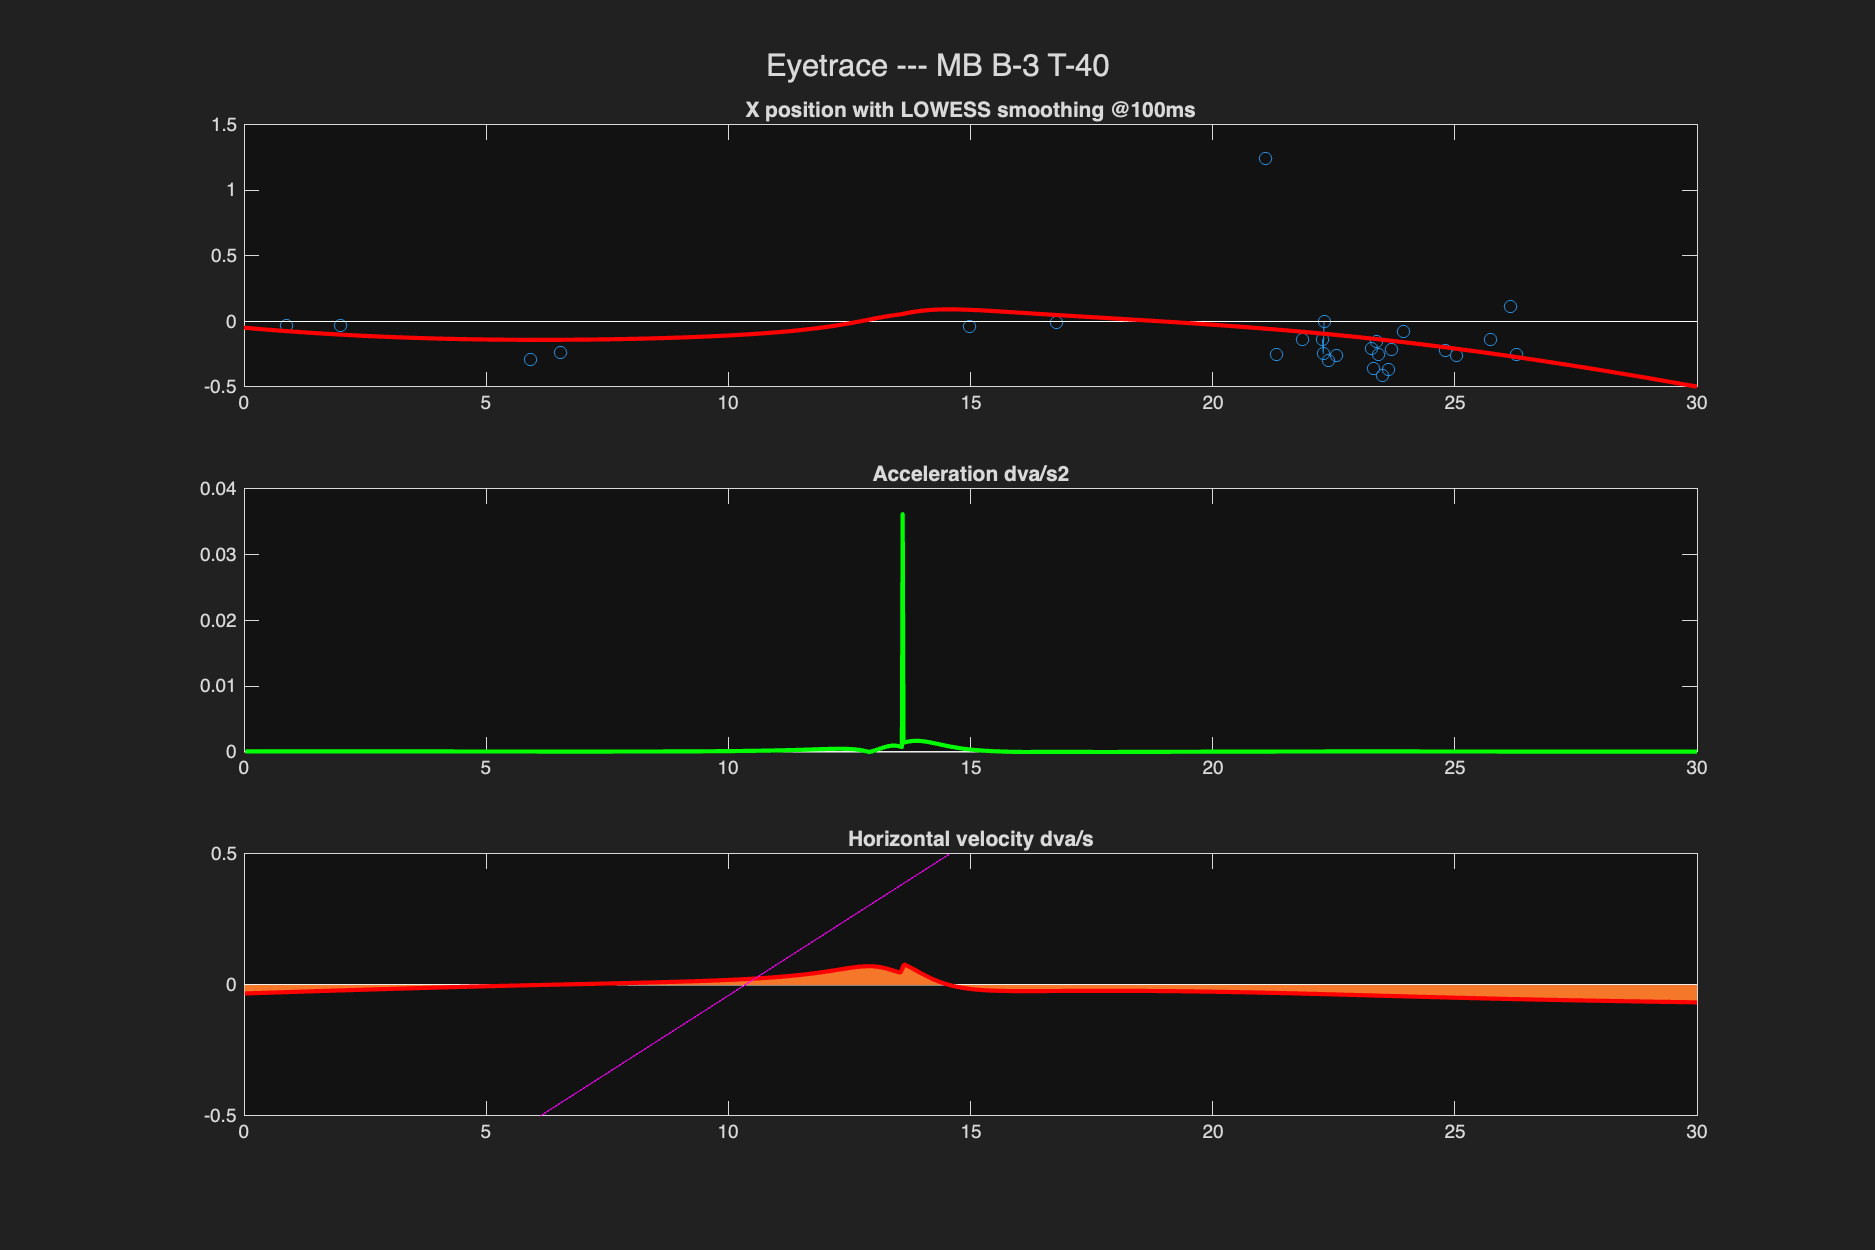 Eyetrace --- MB B-3 T-40
X position with LOWESS smoothing @100ms
1.5
1
0.5
0
-0.5
0 5 10 15 20 25 30
Acceleration dva/s2
0.04
0.03
0.02
0.01
0
0 5 10 15 20 25 30
Horizontal velocity dva/s
0.5
0
-0.5
0 5 10 15 20 25 30